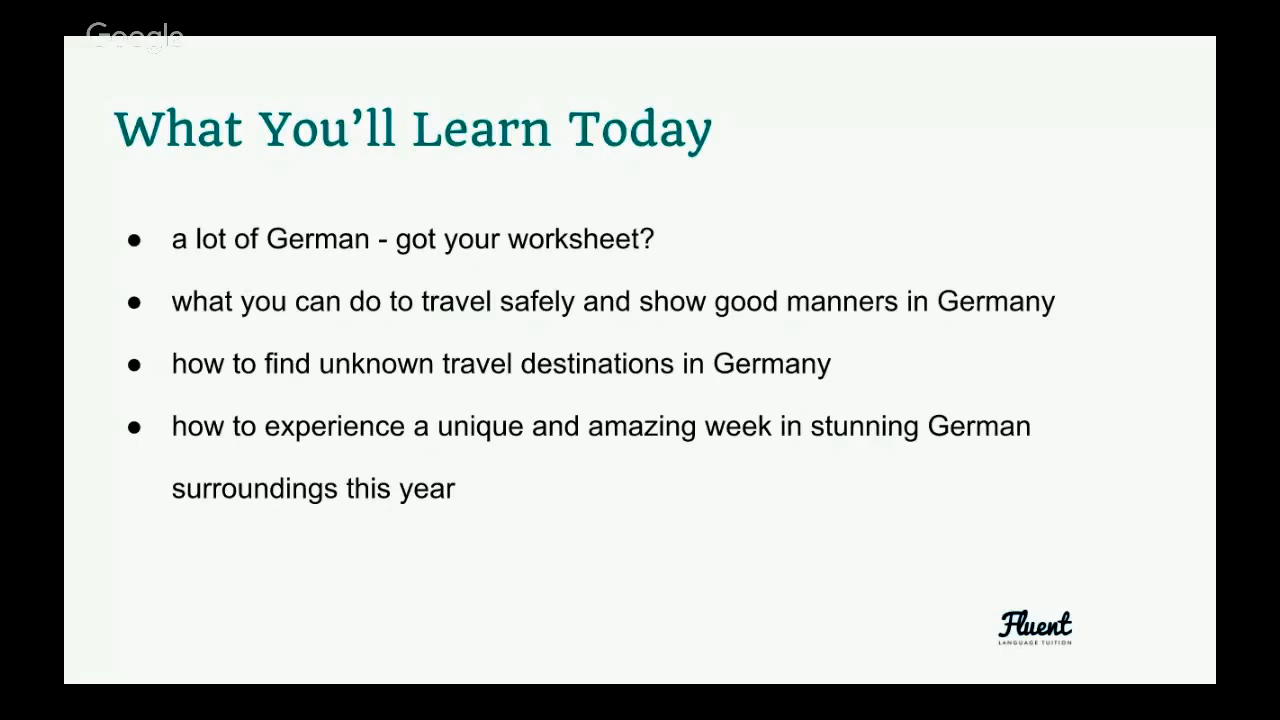 Google
What You’ll Learn Today
● a lot of German - got your worksheet?
● what you can do to travel safely and show good manners in Germany
● how to find unknown travel destinations in Germany
● how to experience a unique and amazing week in stunning German
surroundings this year
Fluent
LANGUAGE TUITION